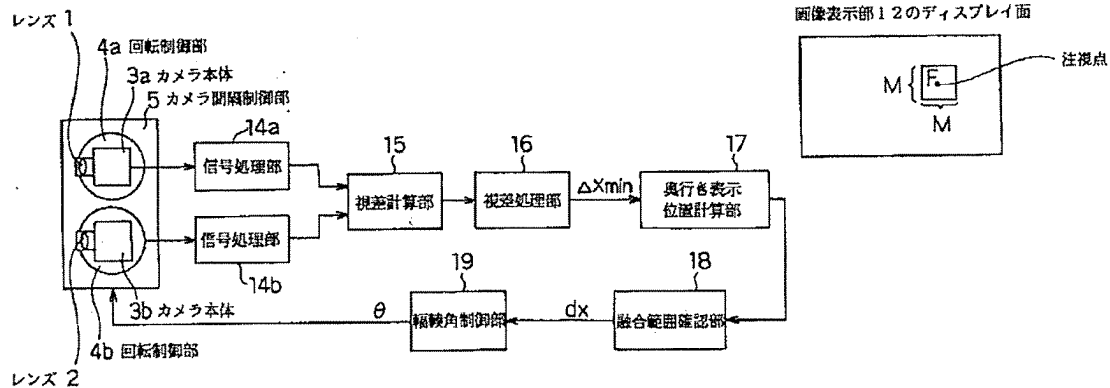 レンズ 1
4a 回転制御部
3a カメラ本体
5 カメラ間隔制御部
14a
信号処理部
信号処理部
14b
15
視差計算部
16
視差処理部
ΔXmin
17
奥行き表示
位置計算部
18
融合範囲確認部
dx
19
輻輳角制御部
θ
3b カメラ本体
4b 回転制御部
レンズ 2
画像表示部12のディスプレイ面
M
F
M
注視点